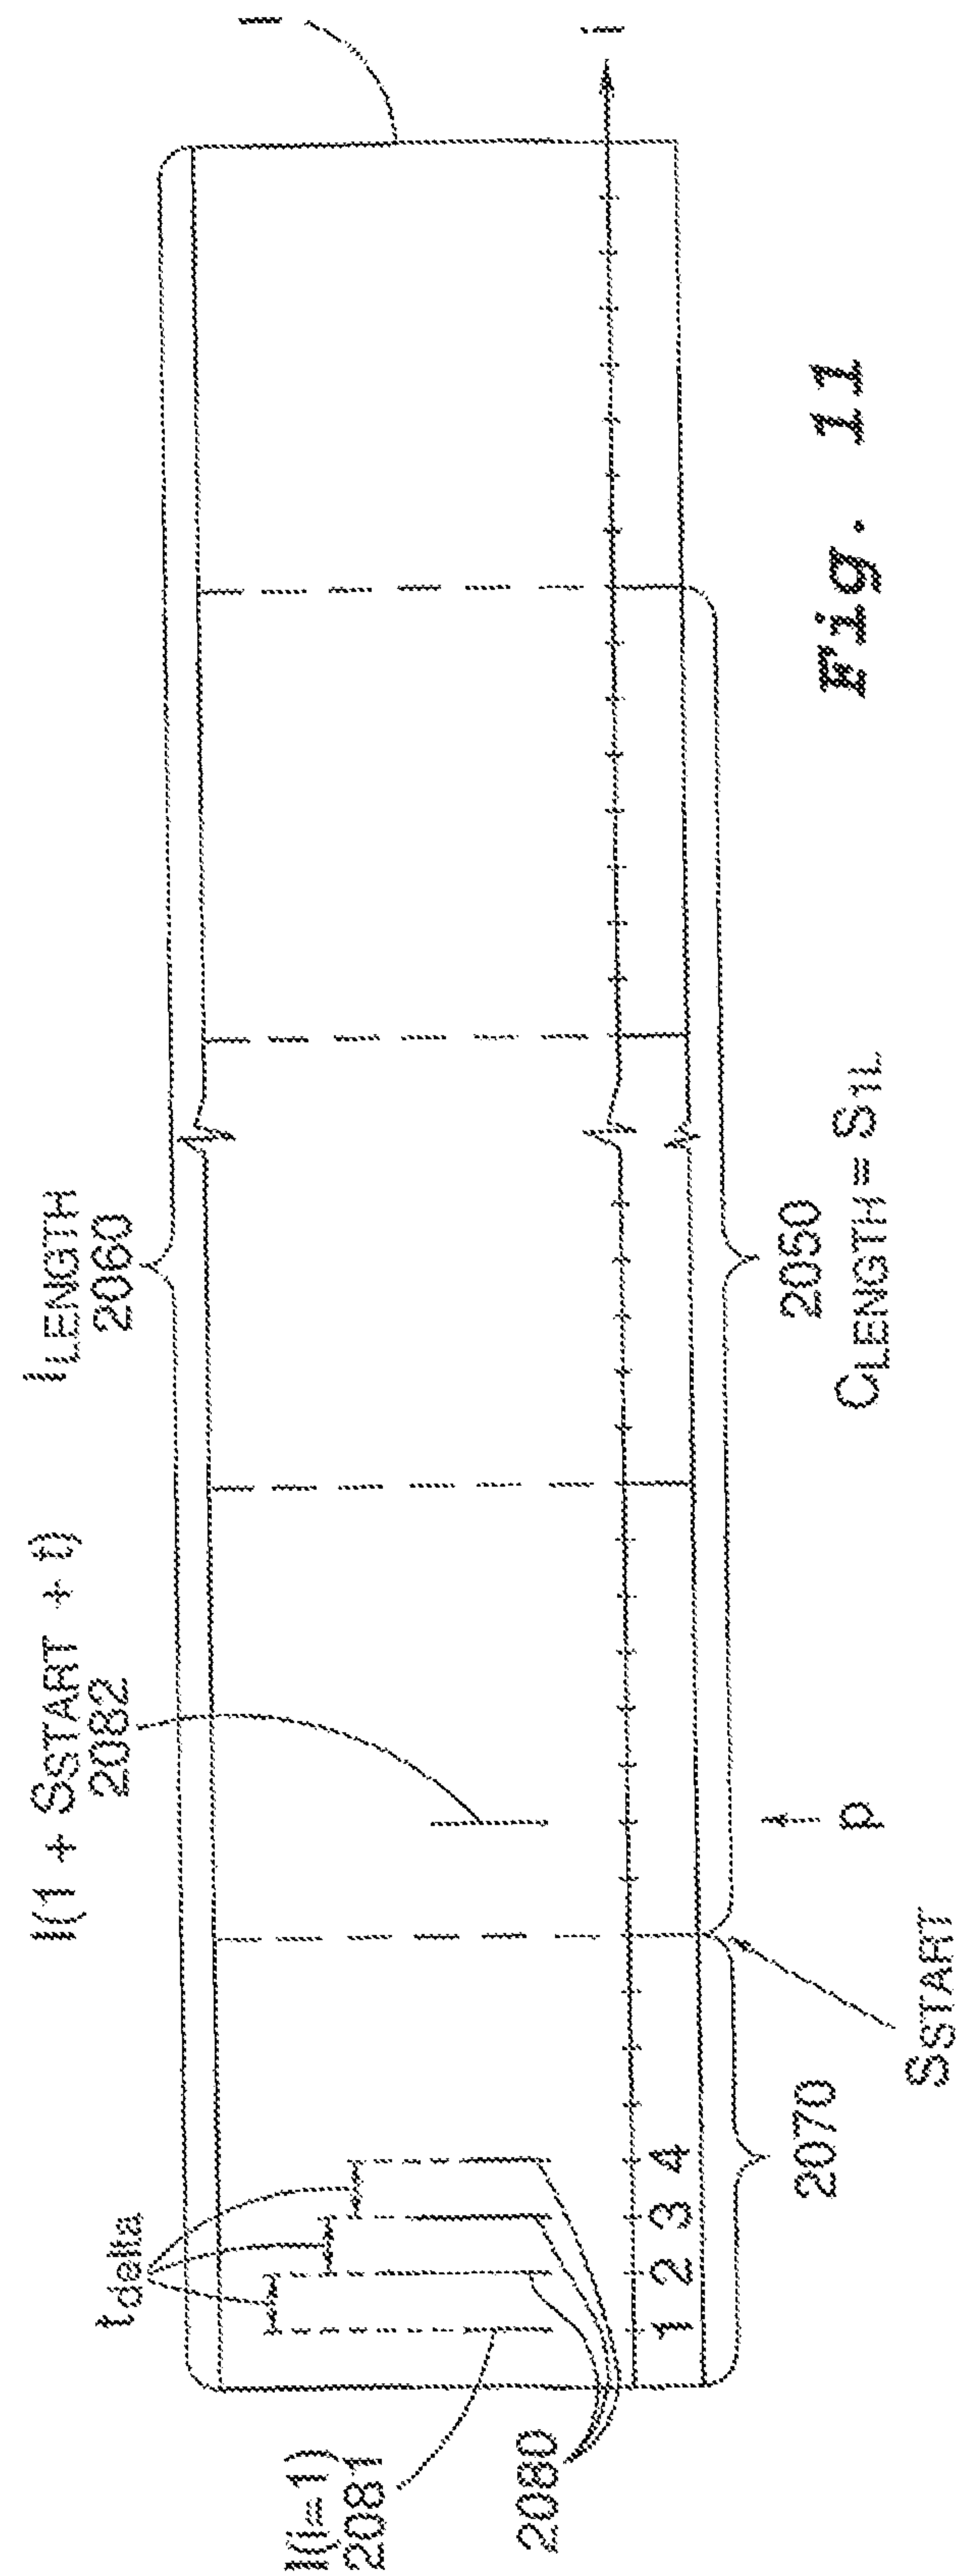 I(1 + SSTART + t)
2082
ILENGTH
2060
I
tdelta
I(i=1)
2081
2080
i
1 2 3 4
2070
SSTART
p
2050
CLENGTH = S1L
Fig. 11